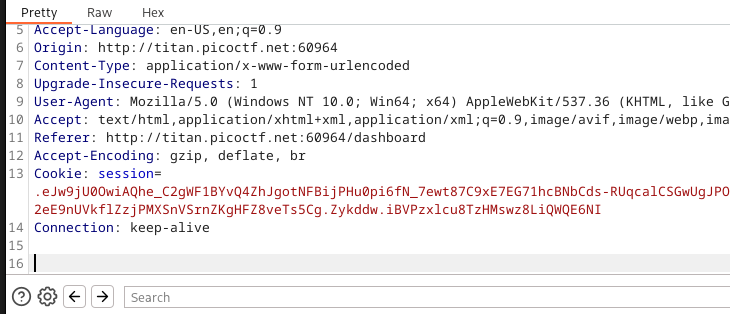 Pretty Raw Hex
5 Accept-Language: en-US,en;q=0.9
6 Origin: http://titan.picoctf.net:60964
7 Content-Type: application/x-www-form-urlencoded
8 Upgrade-Insecure-Requests: 1
9 User-Agent: Mozilla/5.0 (Windows NT 10.0; Win64; x64) AppleWebKit/537.36 (KHTML, like G
10 Accept: text/html,application/xhtml+xml,application/xml;q=0.9,image/avif,image/webp,ima
11 Referer: http://titan.picoctf.net:60964/dashboard
12 Accept-Encoding: gzip, deflate, br
13 Cookie: session=
.eJw9jU0OwiAQhe_C2gWF1BYvQ4ZhJgotNFBijPHu0pi6fN_7ewt87C9xE7EG71hcBNbCds-RUqcalCSGwUgJPO
2eE9nUVkflZzjPMXSnVSrnZKgHFZ8veTs5Cg.Zykddw.iBVPzxlcu8TzHMswz8LiQWQE6NI
14 Connection: keep-alive
15
16
Search